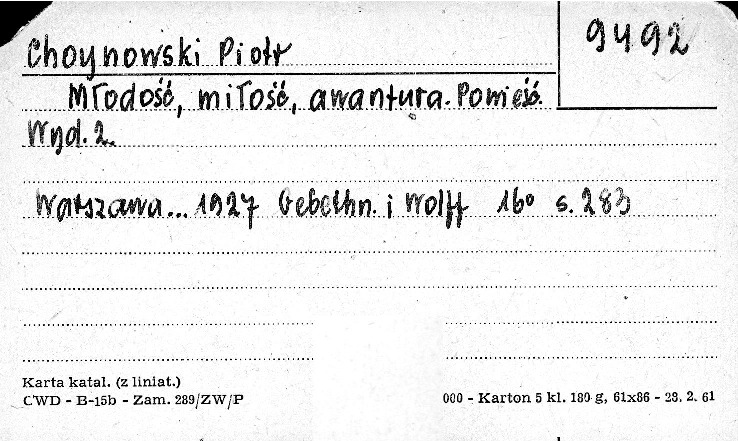 9492
Choynowski Piotr
Młodość, miłość, awantura. Powieść.
Wyd. 2.
Warszawa... 1927 Gebethn. i Wolff 16° s. 283
Karta katal. (z liniat.)
CWD - B-15b - Zam. 289/ZW/P
000 - Karton 5 kl. 180 g, 61x86 - 23. 2. 61